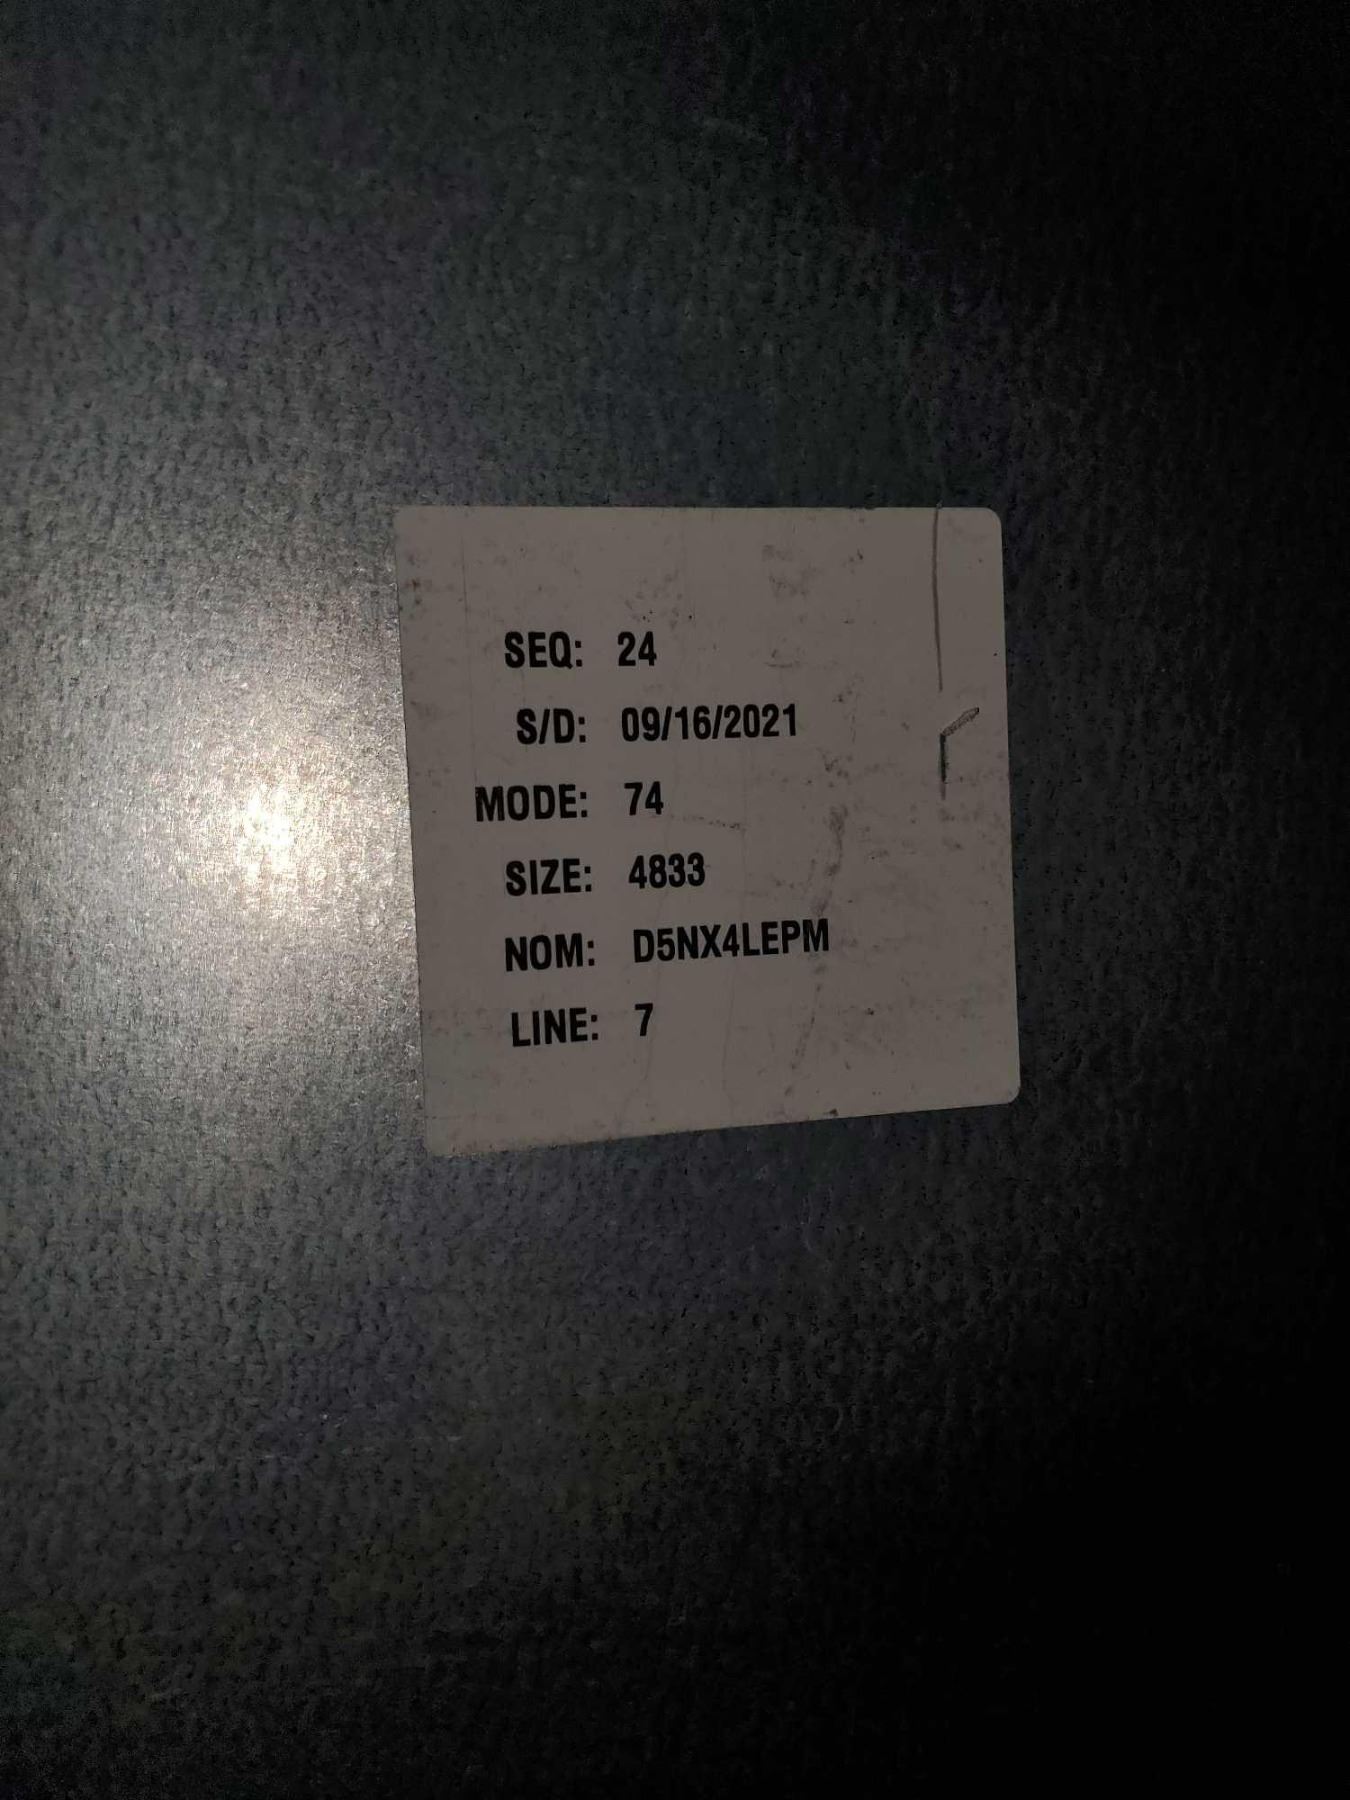 SEQ: 24
S/D: 09/16/2021
MODE: 74
SIZE: 4833
NOM: D5NX4LEPM
LINE: 7